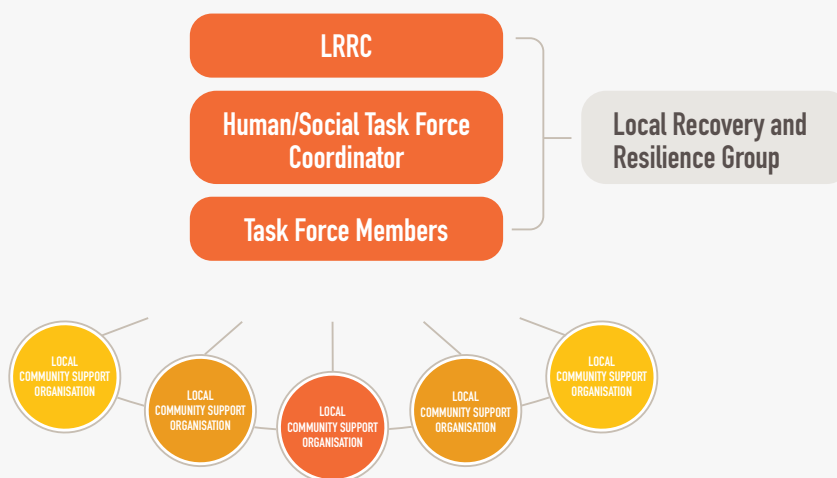 LRRC
Human/Social Task Force
Coordinator
Local Recovery and
Resilience Group
Task Force Members
LOCAL
COMMUNITY SUPPORT
ORGANISATION
LOCAL
COMMUNITY SUPPORT
ORGANISATION
LOCAL
COMMUNITY SUPPORT
ORGANISATION
LOCAL
COMMUNITY SUPPORT
ORGANISATION
LOCAL
COMMUNITY SUPPORT
ORGANISATION